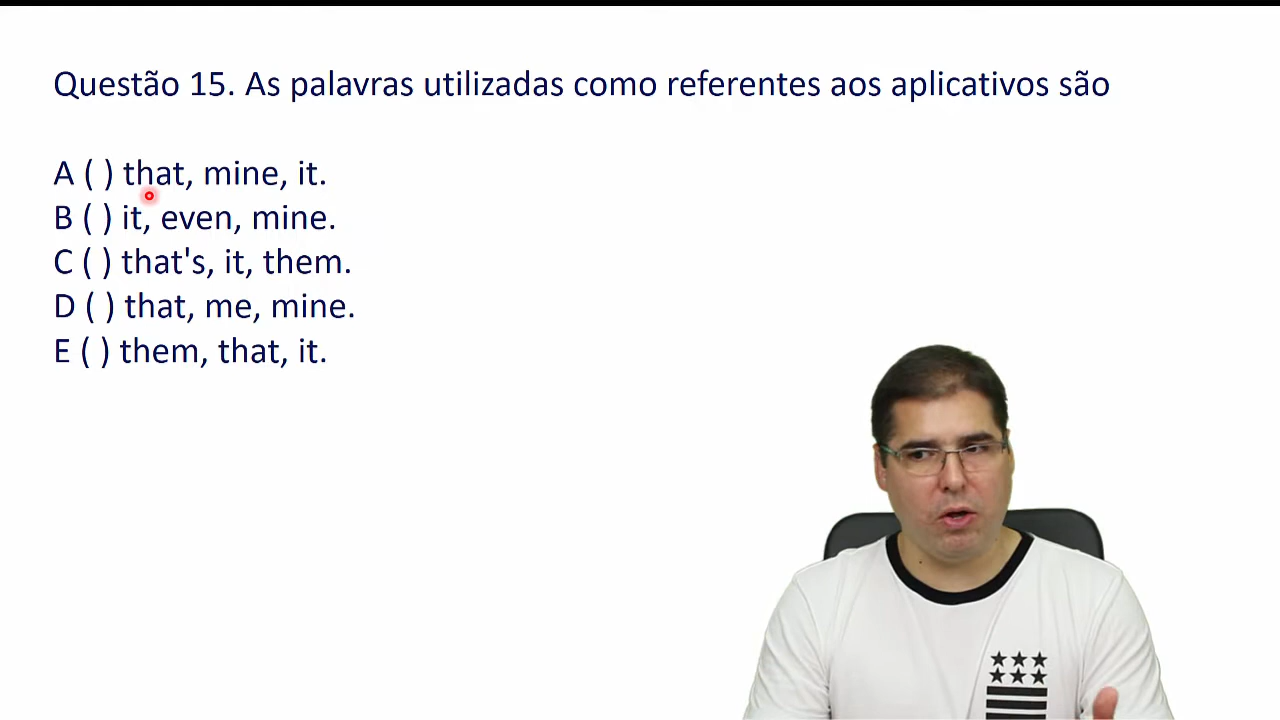 Questão 15. As palavras utilizadas como referentes aos aplicativos são
A ( ) that, mine, it.
B ( ) it, even, mine.
C ( ) that's, it, them.
D ( ) that, me, mine.
E ( ) them, that, it.